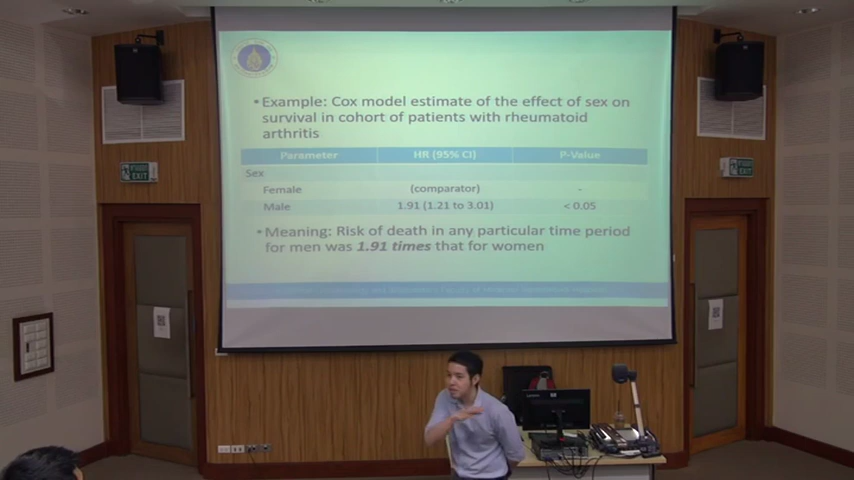 • Example: Cox model estimate of the effect of sex on
survival in cohort of patients with rheumatoid
arthritis
Parameter HR (95% CI) P-Value
Sex
Female (comparator) -
Male 1.91 (1.21 to 3.01) < 0.05
• Meaning: Risk of death in any particular time period
for men was 1.91 times that for women
EXIT
EXIT